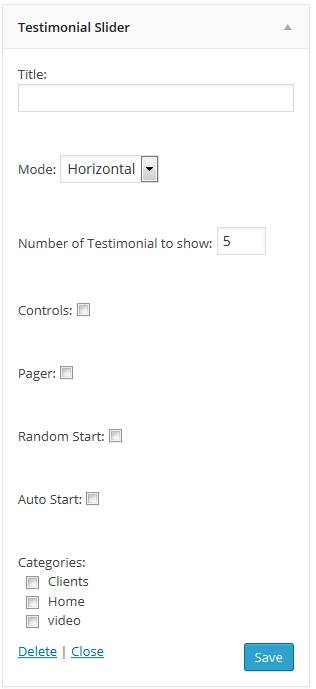 Testimonial Slider
Title:
Mode: Horizontal
Number of Testimonial to show: 5
Controls:
Pager:
Random Start:
Auto Start:
Categories:
Clients
Home
video
Delete | Close Save